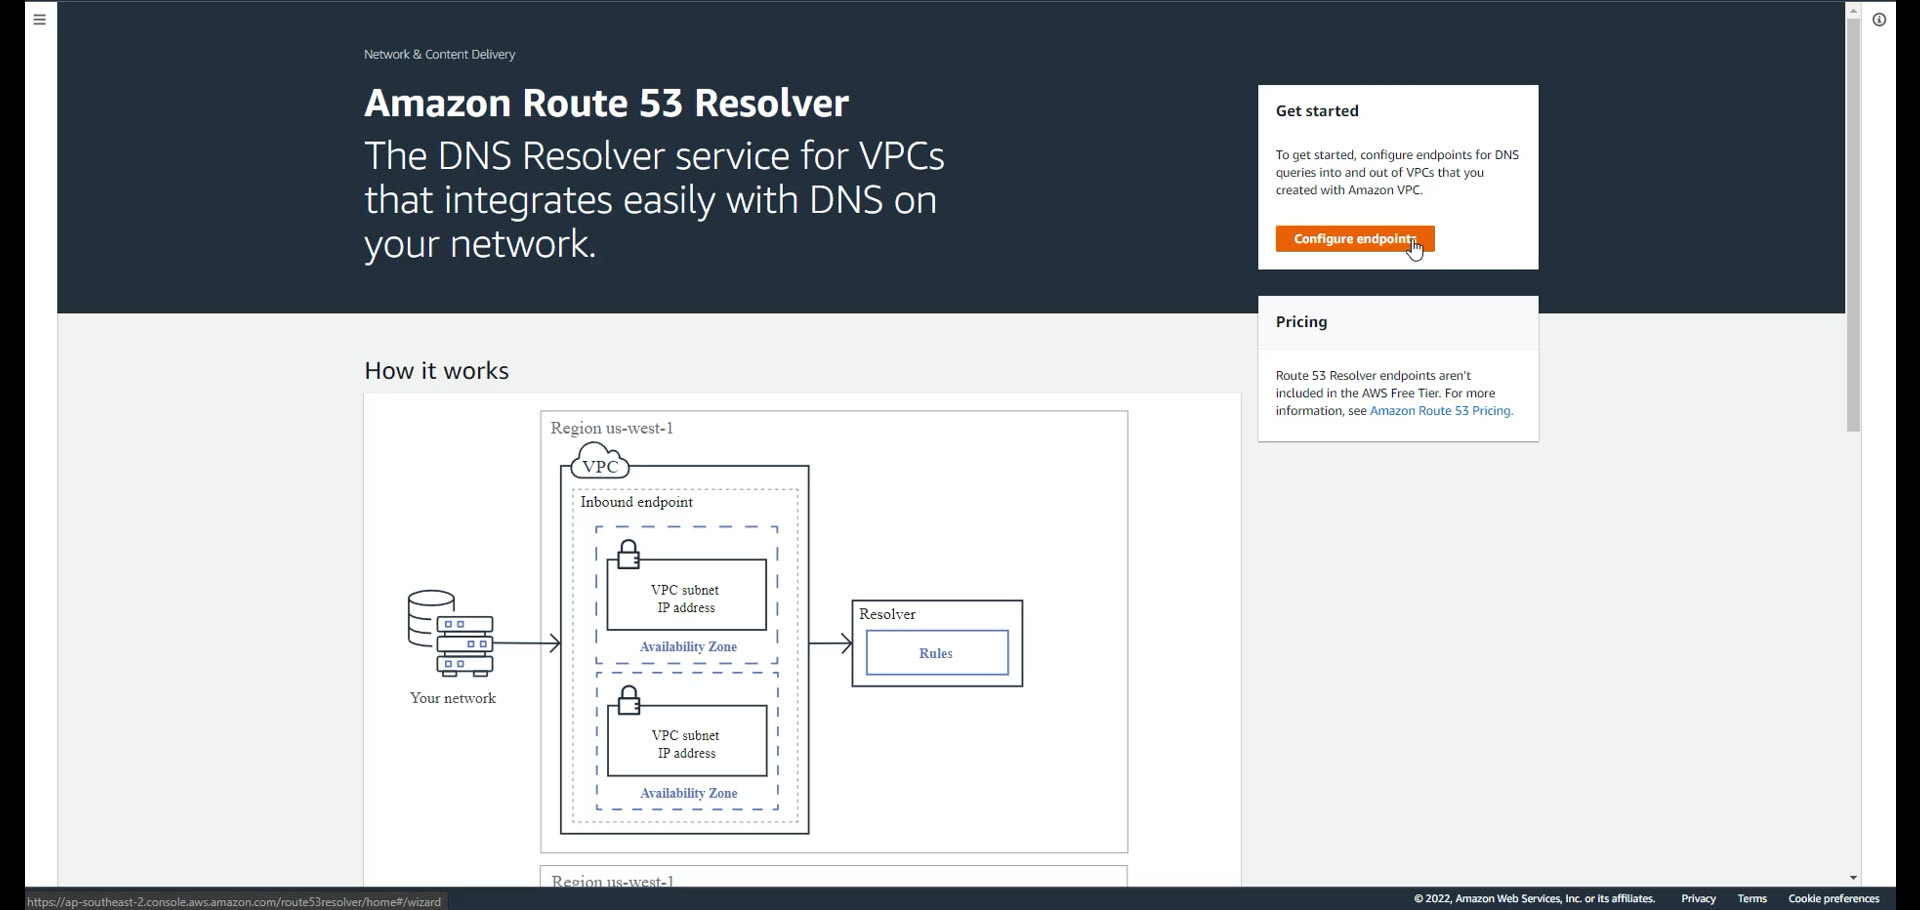 Network & Content Delivery
Amazon Route 53 Resolver
The DNS Resolver service for VPCs
that integrates easily with DNS on
your network.
Get started
To get started, configure endpoints for DNS
queries into and out of VPCs that you
created with Amazon VPC.
Configure endpoints
Pricing
Route 53 Resolver endpoints aren't
included in the AWS Free Tier. For more
information, see Amazon Route 53 Pricing.
How it works
Region us-west-1
VPC
Inbound endpoint
VPC subnet
IP address
Availability Zone
Your network
Resolver
Rules
VPC subnet
IP address
Availability Zone
Region us-west-1
https://ap-southeast-2.console.aws.amazon.com/route53resolver/home#/wizard
© 2022, Amazon Web Services, Inc. or its affiliates.
Privacy
Terms
Cookie preferences